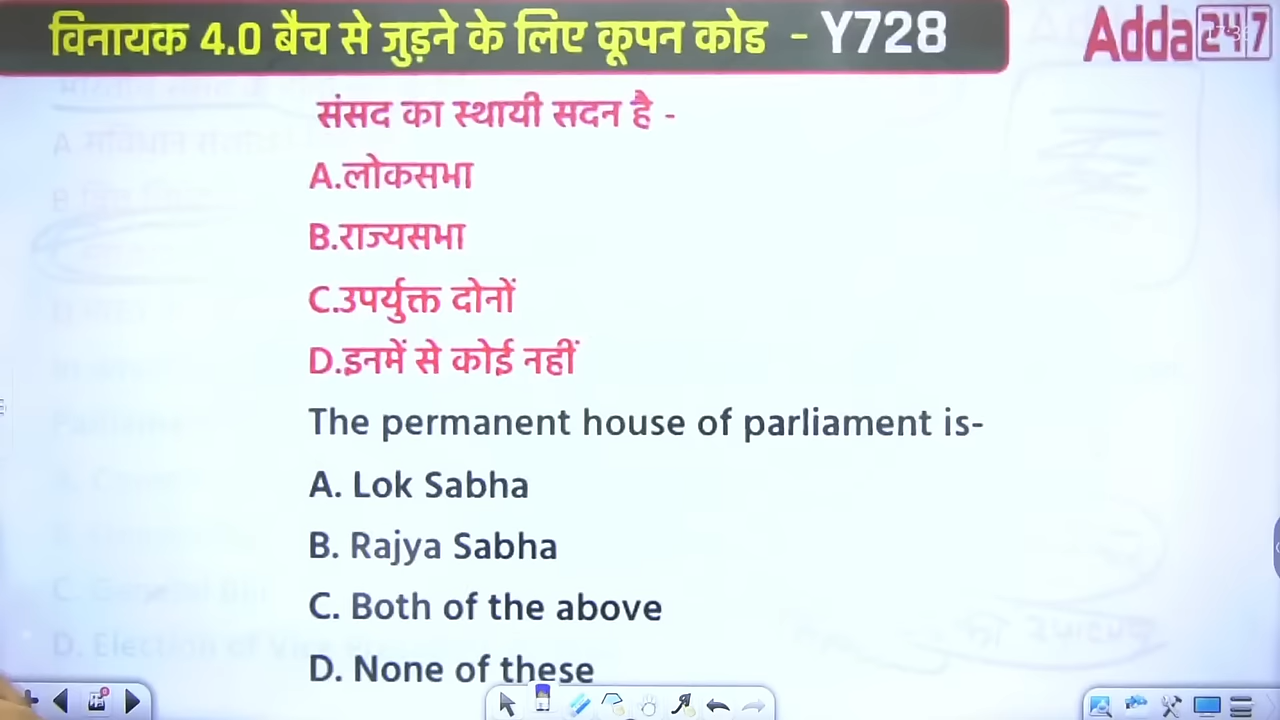 विनायक 4.0 बैच से जुड़ने के लिए कूपन कोड - Y728
Adda247
संसद का स्थायी सदन है -
A.लोकसभा
B.राज्यसभा
C.उपर्युक्त दोनों
D.इनमें से कोई नहीं
The permanent house of parliament is-
A. Lok Sabha
B. Rajya Sabha
C. Both of the above
D. None of these